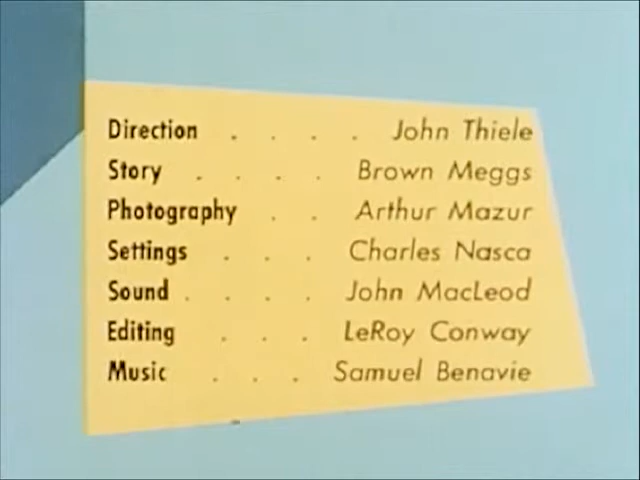 Direction . . . . John Thiele
Story . . . . Brown Meggs
Photography . . Arthur Mazur
Settings . . . Charles Nasca
Sound . . . . John MacLeod
Editing . . . LeRoy Conway
Music . . . Samuel Benavie